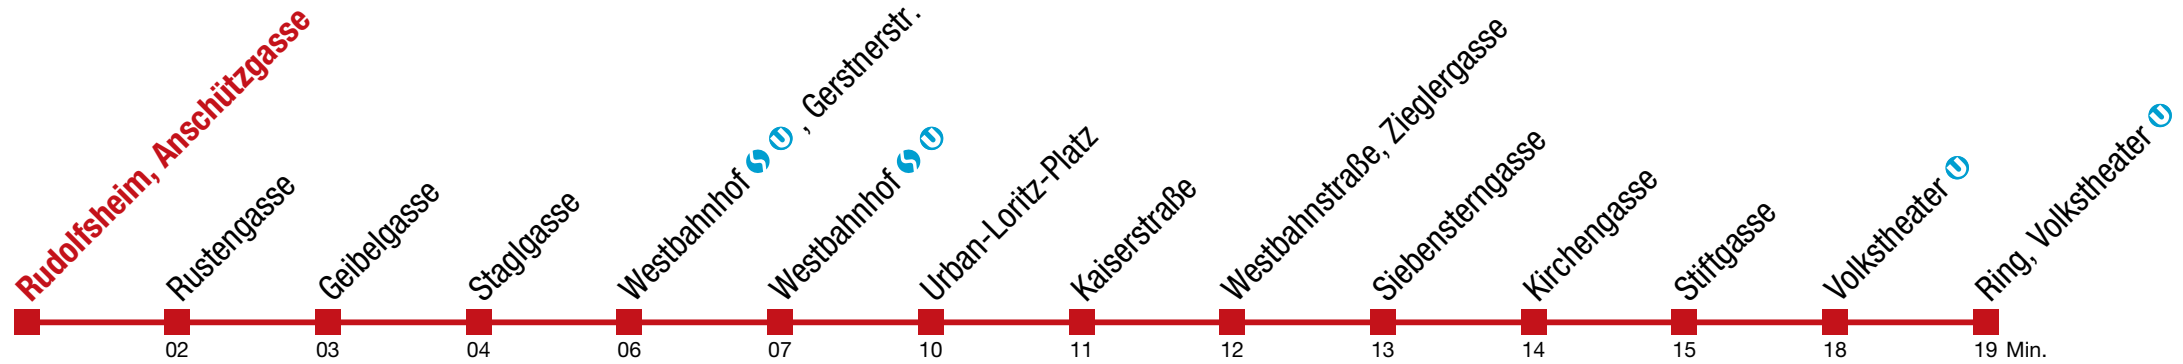 Rudolfsheim, Anschützgasse
Rustengasse
Geibelgasse
Staglgasse
Westbahnhof S U , Gerstnerstr.
Westbahnhof S U
Urban-Loritz-Platz
Kaiserstraße
Westbahnstraße, Zieglergasse
Siebensterngasse
Kirchengasse
Stiftgasse
Volkstheater U
Ring, Volkstheater U
02 03 04 06 07 10 11 12 13 14 15 18 19 Min.